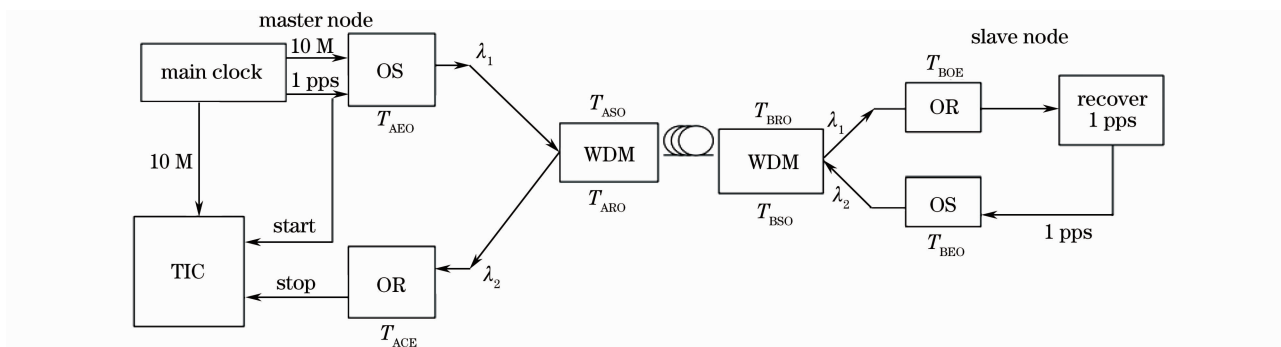 master node
slave node
main clock
10 M
1 pps
OS
T_AEO
λ1
T_ASO
WDM
T_ARO
T_BRO
WDM
T_BSO
λ1
λ2
T_BOE
OR
recover
1 pps
OS
T_BEO
1 pps
10 M
TIC
start
stop
OR
T_ACE
λ2